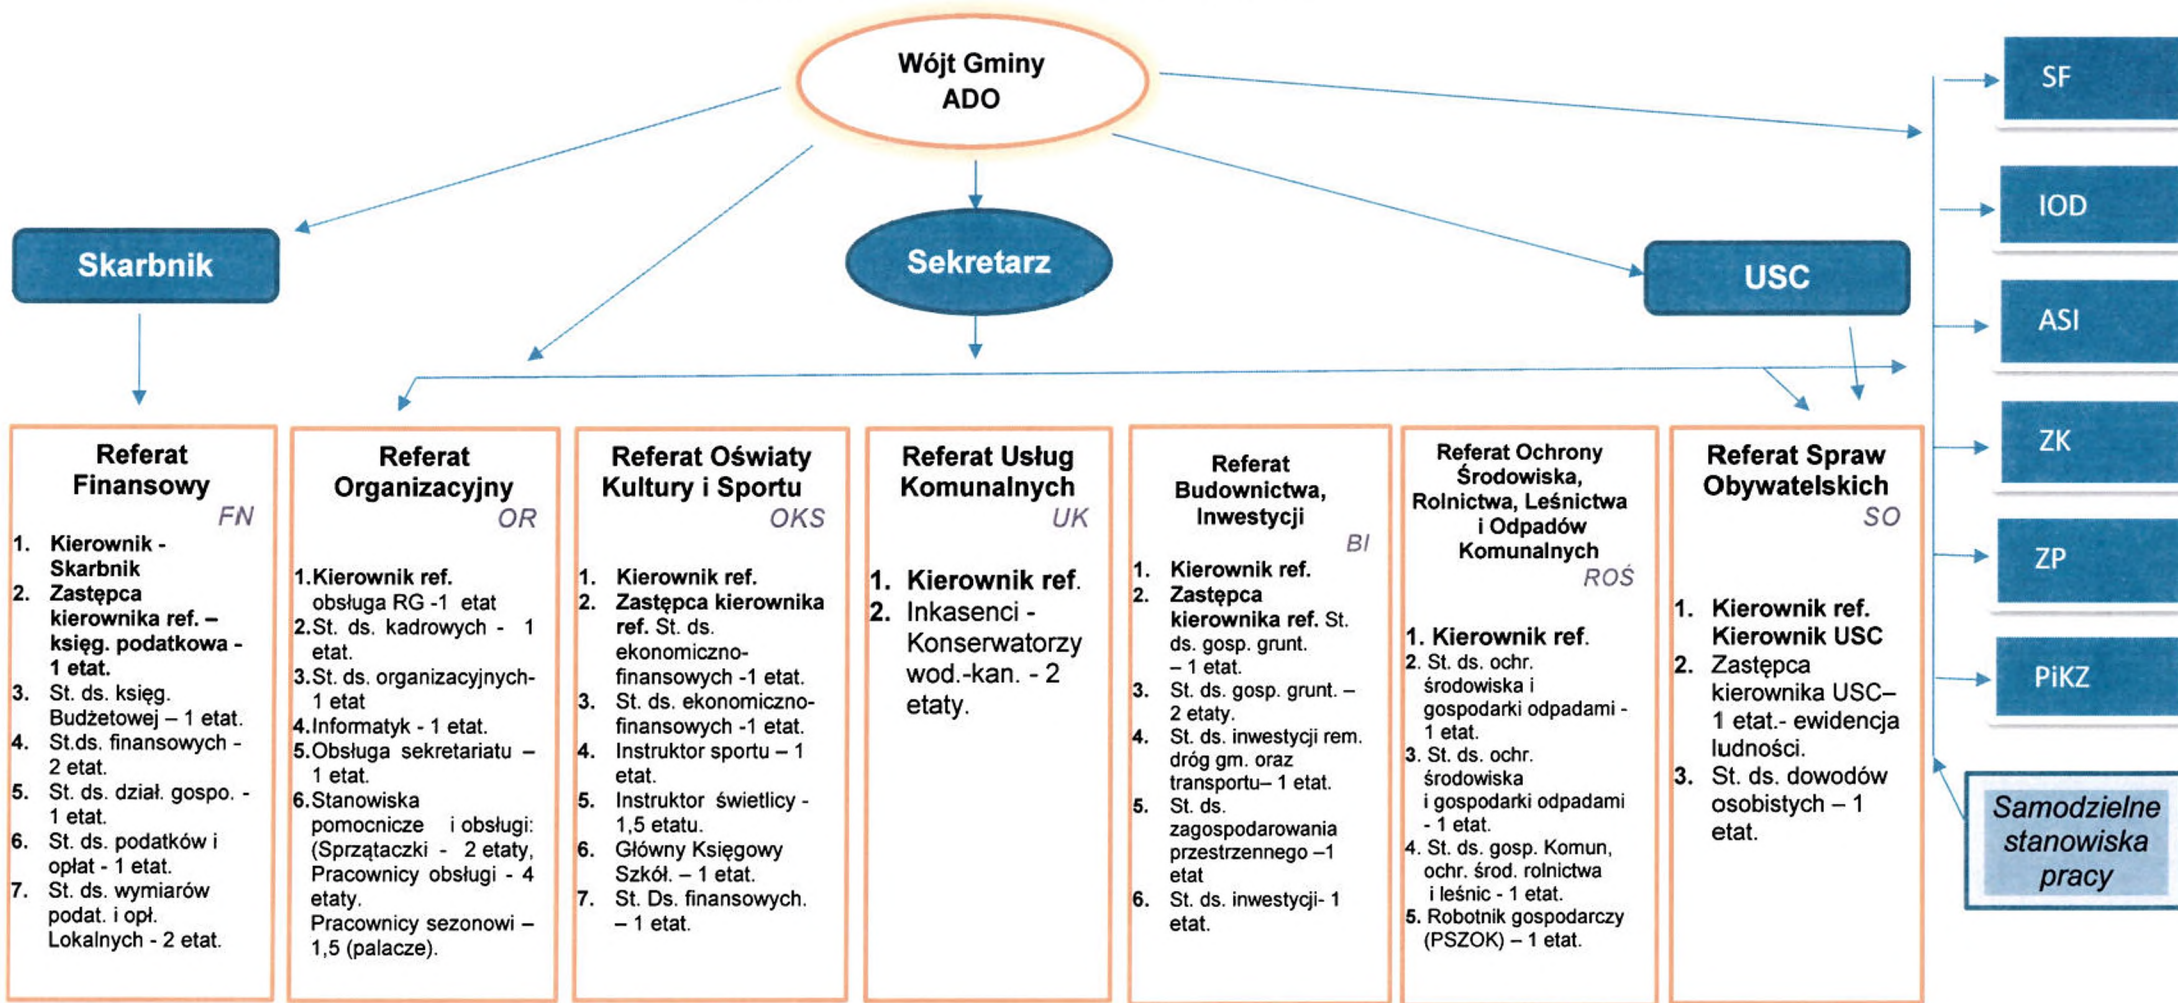 Wójt Gminy
ADO
Skarbnik
Sekretarz
USC
SF
IOD
ASI
ZK
ZP
PiKZ
Samodzielne
stanowiska
pracy
Referat
Finansowy
FN
1. Kierownik -
Skarbnik
2. Zastępca
kierownika ref. –
księg. podatkowa -
1 etat.
3. St. ds. księg.
Budżetowej – 1 etat.
4. St.ds. finansowych -
2 etat.
5. St. ds. dział. gospo. -
1 etat.
6. St. ds. podatków i
opłat - 1 etat.
7. St. ds. wymiarów
podat. i opł.
Lokalnych - 2 etat.
Referat
Organizacyjny
OR
1.Kierownik ref.
obsługa RG -1 etat
2.St. ds. kadrowych - 1
etat.
3.St. ds. organizacyjnych-
1 etat
4.Informatyk - 1 etat.
5.Obsługa sekretariatu –
1 etat.
6.Stanowiska
pomocnicze i obsługi:
(Sprzątaczki - 2 etaty,
Pracownicy obsługi - 4
etaty.
Pracownicy sezonowi –
1,5 (palacze).
Referat Oświaty
Kultury i Sportu
OKS
1. Kierownik ref.
2. Zastępca kierownika
ref. St. ds.
ekonomiczno-
finansowych -1 etat.
3. St. ds. ekonomiczno-
finansowych -1 etat.
4. Instruktor sportu – 1
etat.
5. Instruktor świetlicy -
1,5 etatu.
6. Główny Księgowy
Szkół. – 1 etat.
7. St. Ds. finansowych.
– 1 etat.
Referat Usług
Komunalnych
UK
1. Kierownik ref.
2. Inkasenci -
Konserwatorzy
wod.-kan. - 2
etaty.
Referat
Budownictwa,
Inwestycji
BI
1. Kierownik ref.
2. Zastępca
kierownika ref. St.
ds. gosp. grunt.
– 1 etat.
3. St. ds. gosp. grunt. –
2 etaty.
4. St. ds. inwestycji rem.
dróg gm. oraz
transportu– 1 etat.
5. St. ds.
zagospodarowania
przestrzennego –1
etat
6. St. ds. inwestycji- 1
etat.
Referat Ochrony
Środowiska,
Rolnictwa, Leśnictwa
i Odpadów
Komunalnych
ROŚ
1. Kierownik ref.
2. St. ds. ochr.
środowiska i
gospodarki odpadami -
1 etat.
3. St. ds. ochr.
środowiska
i gospodarki odpadami
- 1 etat.
4. St. ds. gosp. Komun,
ochr. środ. rolnictwa
i leśnic - 1 etat.
5. Robotnik gospodarczy
(PSZOK) – 1 etat.
Referat Spraw
Obywatelskich
SO
1. Kierownik ref.
Kierownik USC
2. Zastępca
kierownika USC–
1 etat.- ewidencja
ludności.
3. St. ds. dowodów
osobistych – 1
etat.